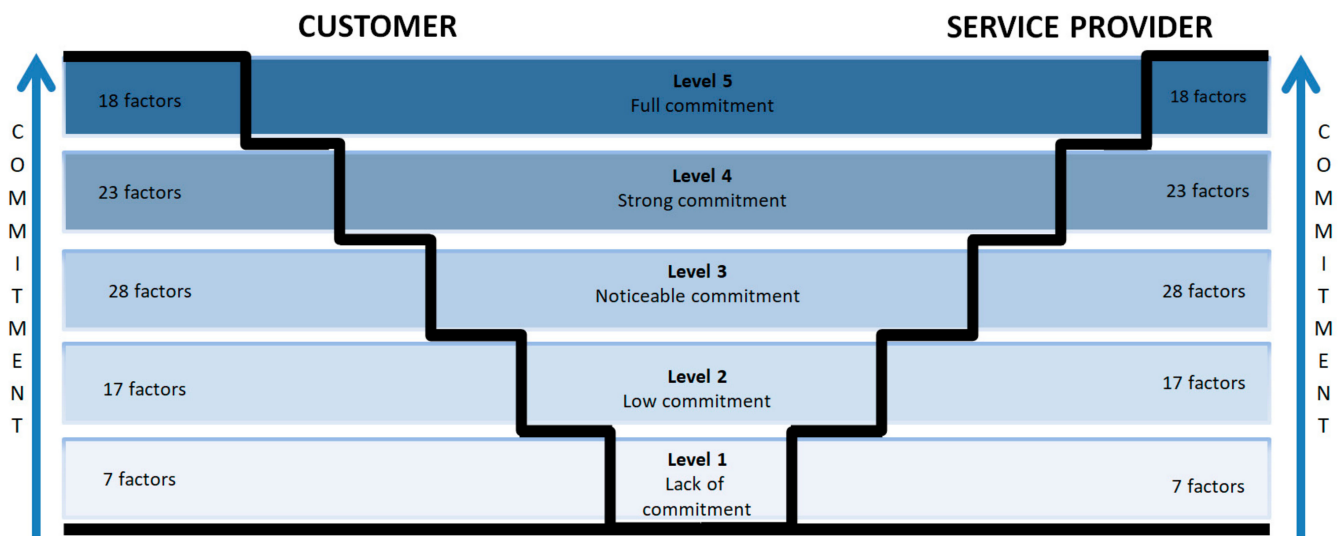 CUSTOMER
SERVICE PROVIDER
Level 5
Full commitment
18 factors
18 factors
Level 4
Strong commitment
23 factors
23 factors
Level 3
Noticeable commitment
28 factors
28 factors
Level 2
Low commitment
17 factors
17 factors
Level 1
Lack of
commitment
7 factors
7 factors
COMMITMENT
COMMITMENT